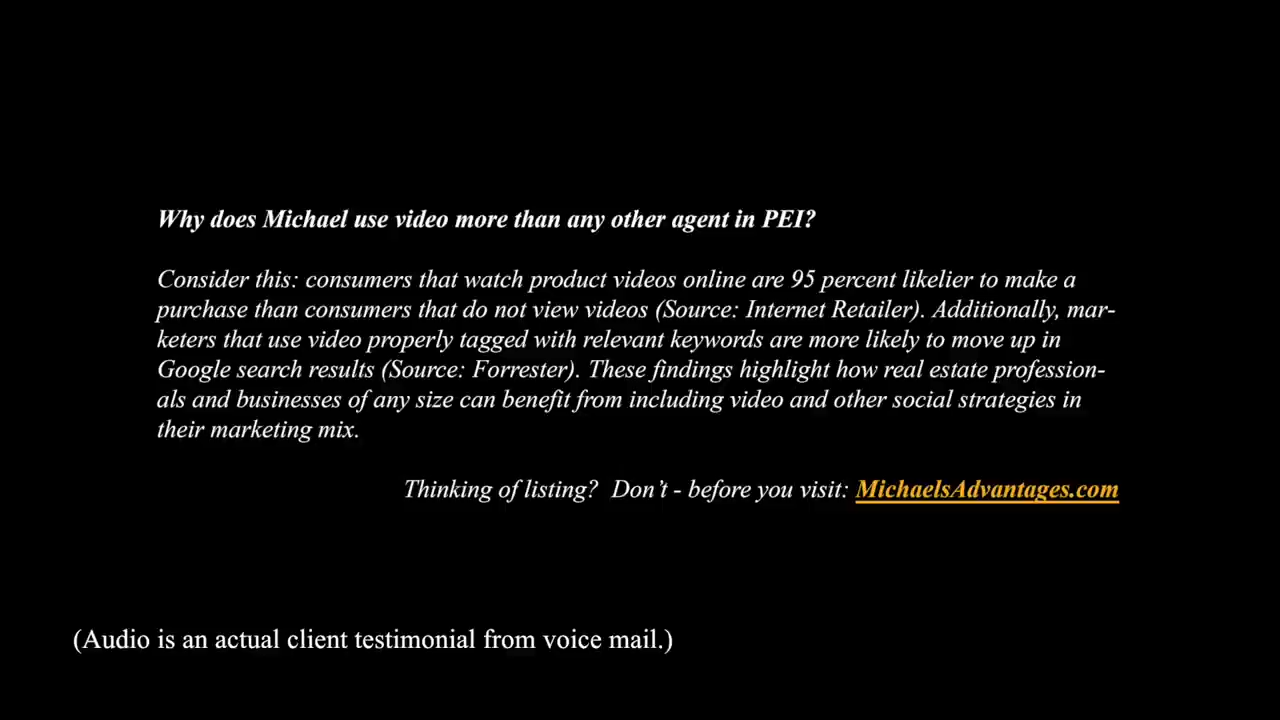 Why does Michael use video more than any other agent in PEI?
Consider this: consumers that watch product videos online are 95 percent likelier to make a
purchase than consumers that do not view videos (Source: Internet Retailer). Additionally, mar-
keters that use video properly tagged with relevant keywords are more likely to move up in
Google search results (Source: Forrester). These findings highlight how real estate profession-
als and businesses of any size can benefit from including video and other social strategies in
their marketing mix.
Thinking of listing?  Don’t - before you visit: MichaelsAdvantages.com
(Audio is an actual client testimonial from voice mail.)